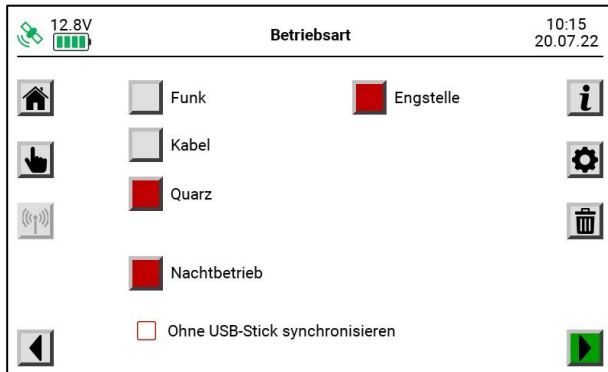 12.8V
Betriebsart
10:15
20.07.22
Funk
Engstelle
Kabel
Quarz
Nachtbetrieb
Ohne USB-Stick synchronisieren